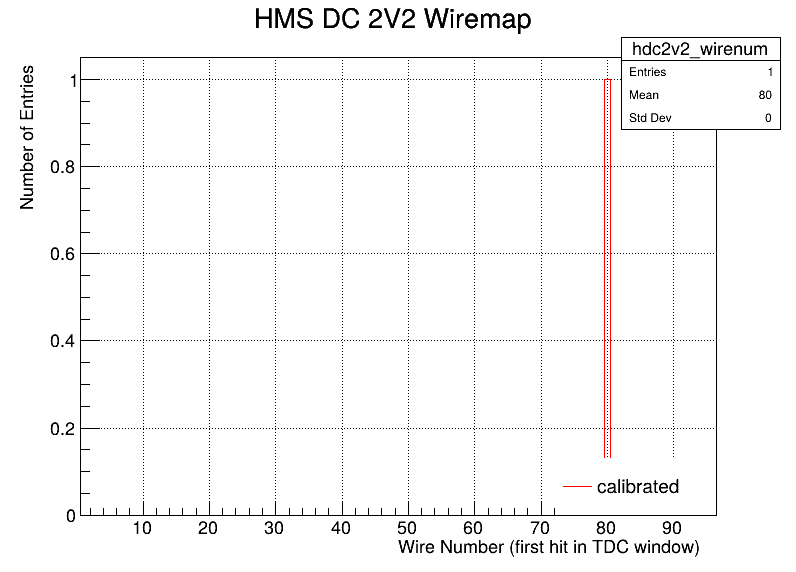 HMS DC 2V2 Wiremap
hdc2v2_wirenum
Entries 1
Mean 80
Std Dev 0
Number of Entries
1
0.8
0.6
0.4
0.2
0
calibrated
10 20 30 40 50 60 70 80 90
Wire Number (first hit in TDC window)